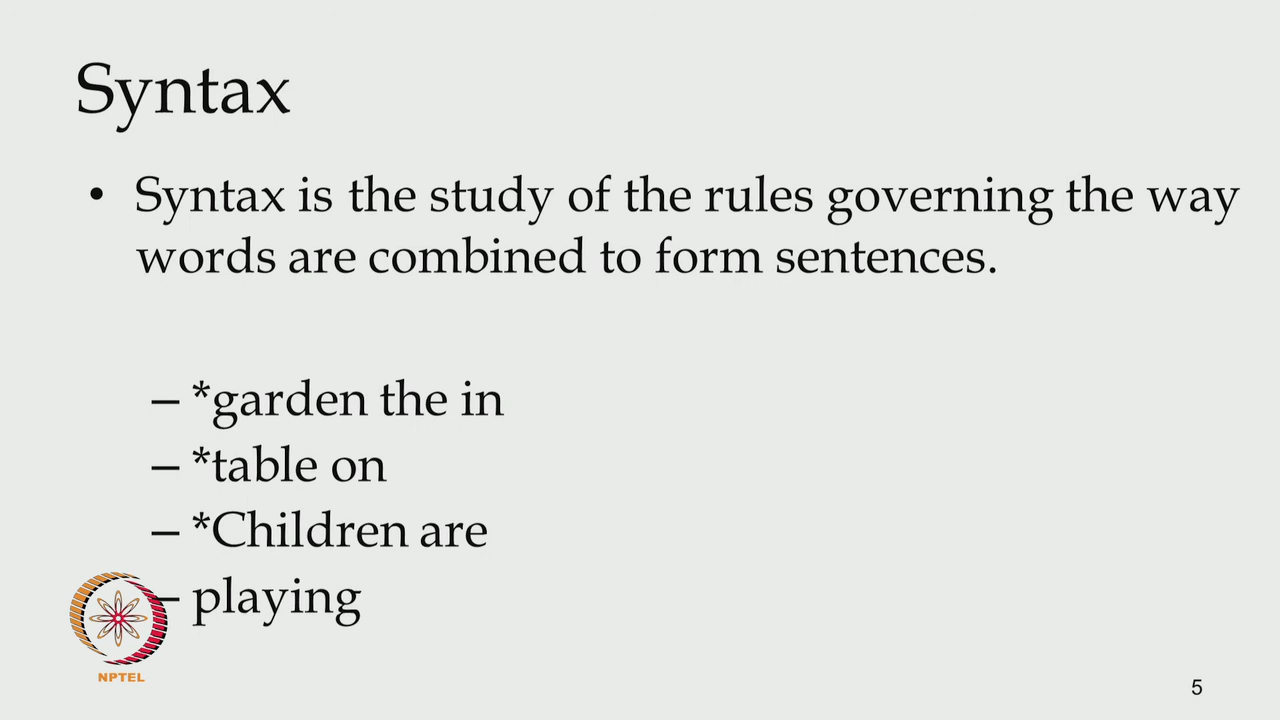 Syntax
• Syntax is the study of the rules governing the way
words are combined to form sentences.
– *garden the in
– *table on
– *Children are
– playing
NPTEL
5